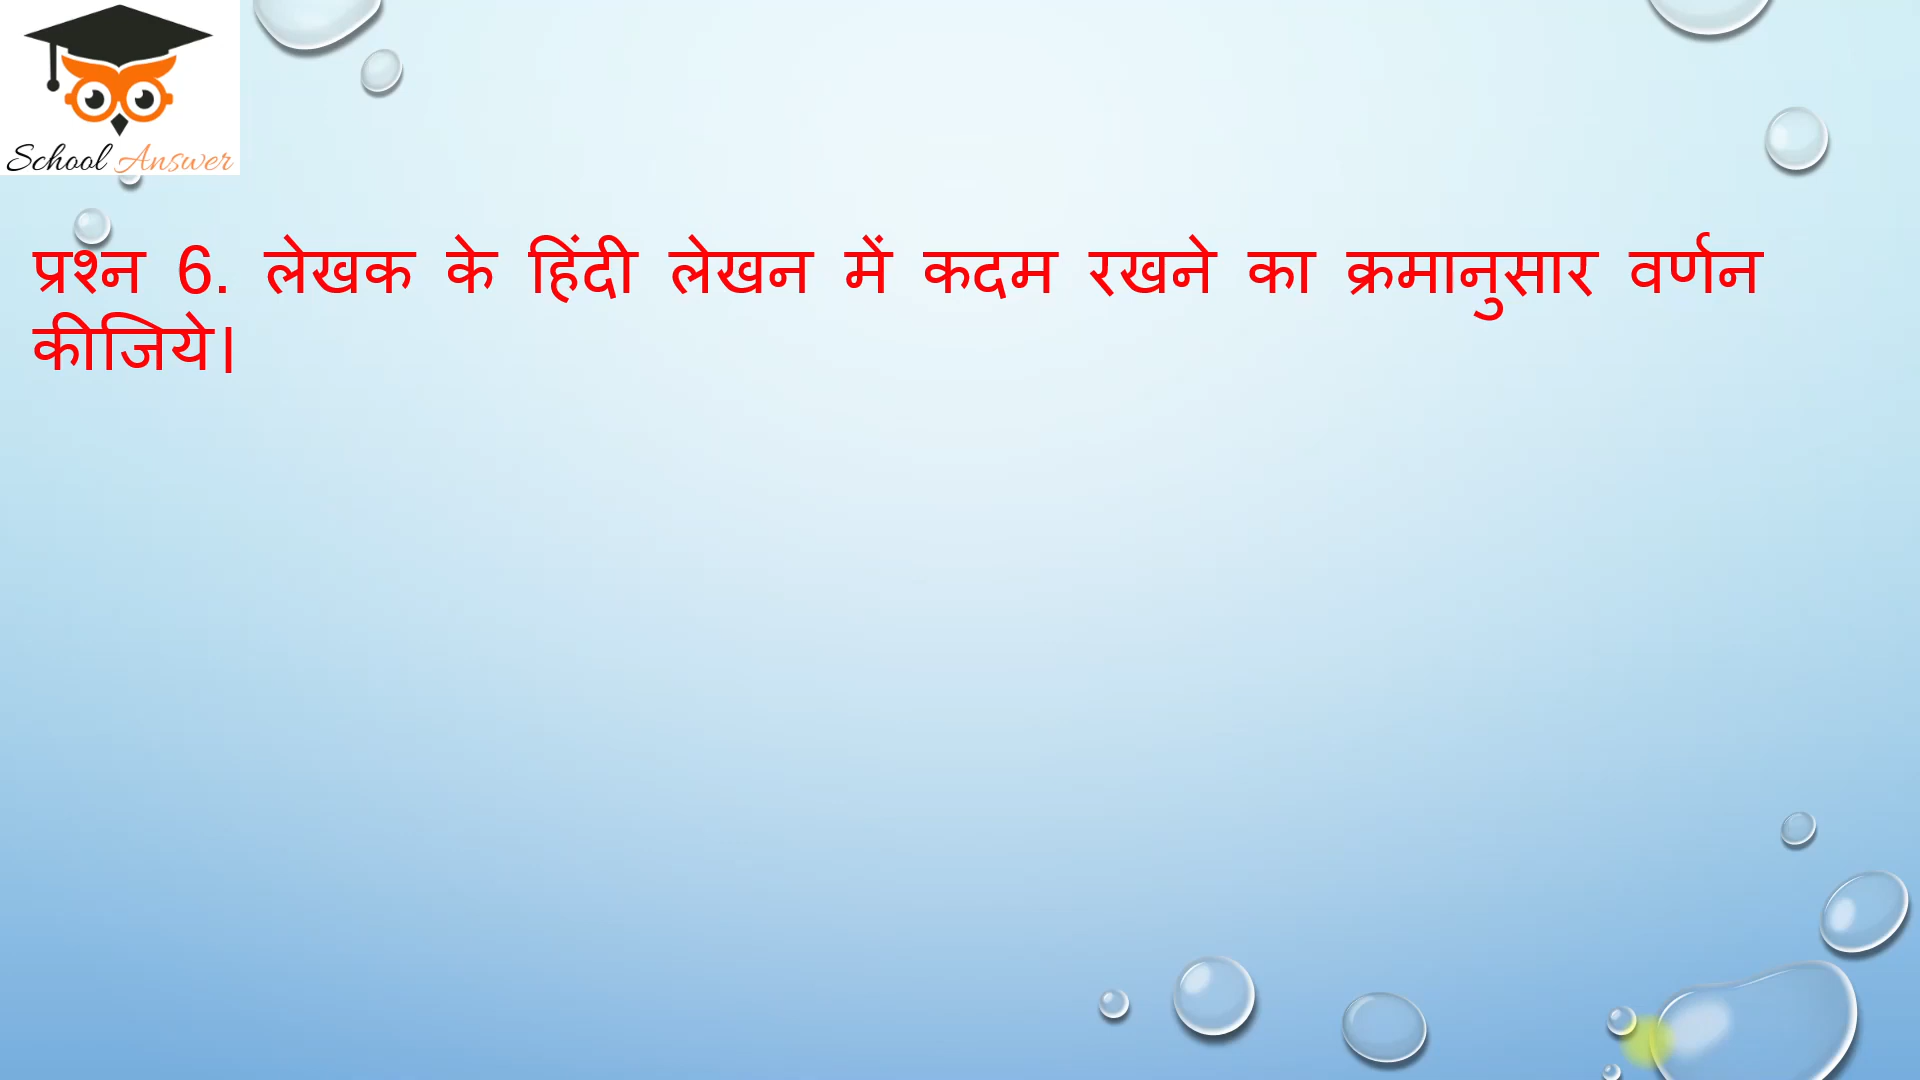 School Answer
प्रश्न 6. लेखक के हिंदी लेखन में कदम रखने का क्रमानुसार वर्णन
कीजिये।